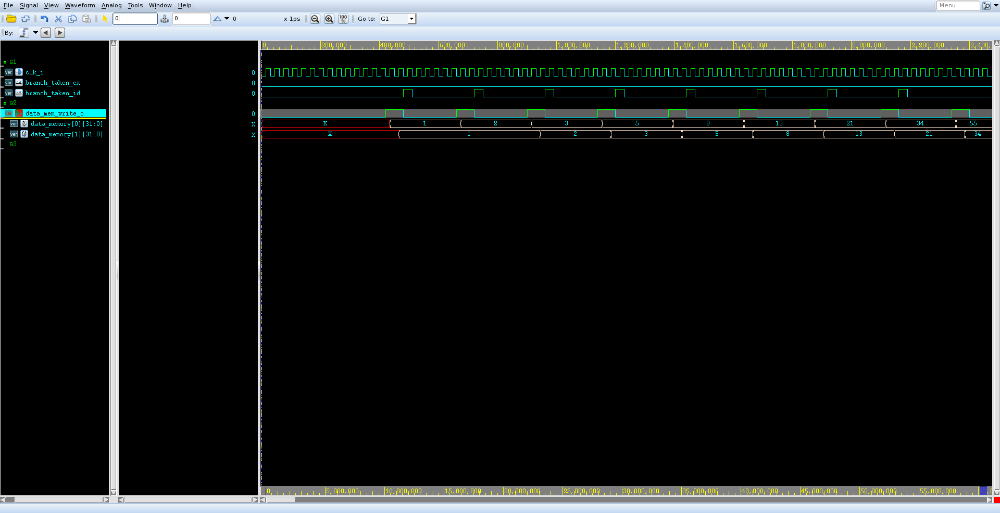 File Signal View Waveform Analog Tools Window Help Menu
0 0 0 x 1ps 100 % Go to: G1
By:
0 200,000 400,000 600,000 800,000 1,000,000 1,200,000 1,400,000 1,600,000 1,800,000 2,000,000 2,200,000 2,400,
= G1
ver clk_i 0
ver NET branch_taken_ex 0
ver NET branch_taken_id 0
= G2
ver data_mem_write_o 0
ver data_memory[0][31:0] X X 1 2 3 5 8 13 21 34 55
ver data_memory[1][31:0] X X 1 2 3 5 8 13 21 34
G3
0 5,000,000 10,000,000 15,000,000 20,000,000 25,000,000 30,000,000 35,000,000 40,000,000 45,000,000 50,000,000 55,000,000